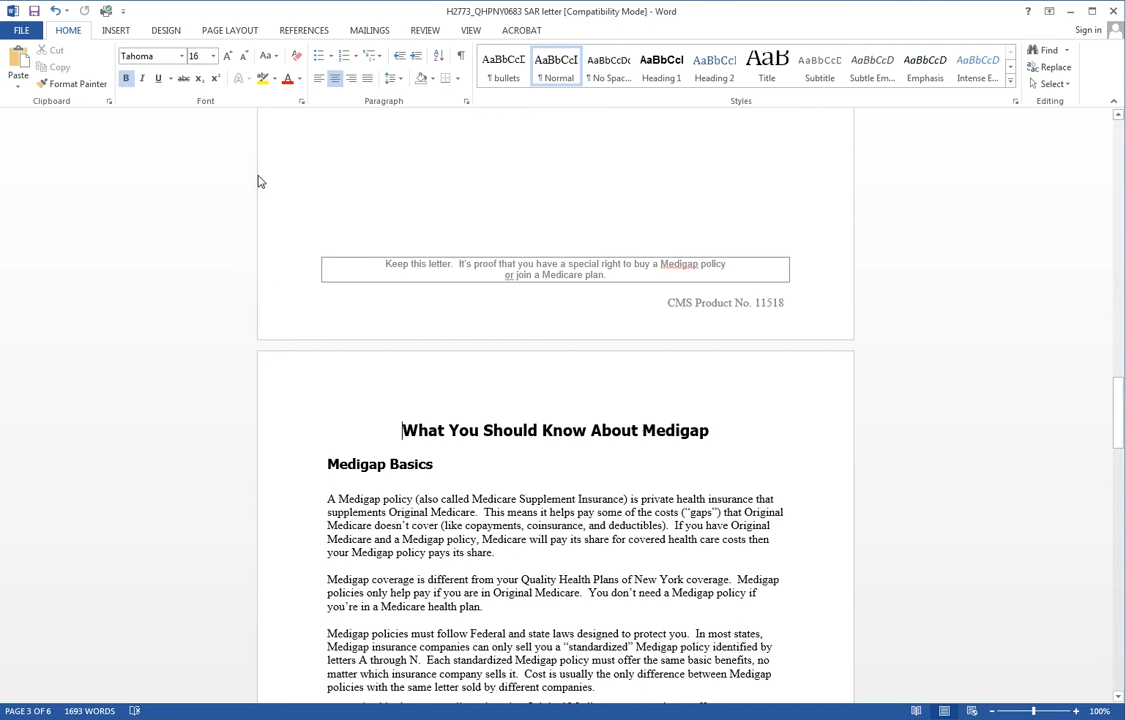 H2773_QHPNY0683 SAR letter [Compatibility Mode] - Word
FILE HOME INSERT DESIGN PAGE LAYOUT REFERENCES MAILINGS REVIEW VIEW ACROBAT Sign in
Paste
Cut
Copy
Format Painter
Clipboard
Tahoma 16
Font
Paragraph
AaBbCcI AaBbCcI AaBbCcDc AaBbCcI AaBbCcI AaB AaBbCcD AaBbCcD AaBbCcD AaBbCcD
¶ bullets ¶ Normal ¶ No Spac... Heading 1 Heading 2 Title Subtitle Subtle Em... Emphasis Intense E...
Styles
Find
Replace
Select
Editing
Keep this letter. It's proof that you have a special right to buy a Medigap policy
or join a Medicare plan.
CMS Product No. 11518
What You Should Know About Medigap
Medigap Basics
A Medigap policy (also called Medicare Supplement Insurance) is private health insurance that
supplements Original Medicare. This means it helps pay some of the costs (“gaps”) that Original
Medicare doesn’t cover (like copayments, coinsurance, and deductibles). If you have Original
Medicare and a Medigap policy, Medicare will pay its share for covered health care costs then
your Medigap policy pays its share.
Medigap coverage is different from your Quality Health Plans of New York coverage. Medigap
policies only help pay if you are in Original Medicare. You don’t need a Medigap policy if
you’re in a Medicare health plan.
Medigap policies must follow Federal and state laws designed to protect you. In most states,
Medigap insurance companies can only sell you a “standardized” Medigap policy identified by
letters A through N. Each standardized Medigap policy must offer the same basic benefits, no
matter which insurance company sells it. Cost is usually the only difference between Medigap
policies with the same letter sold by different companies.
PAGE 3 OF 6 1693 WORDS 100%